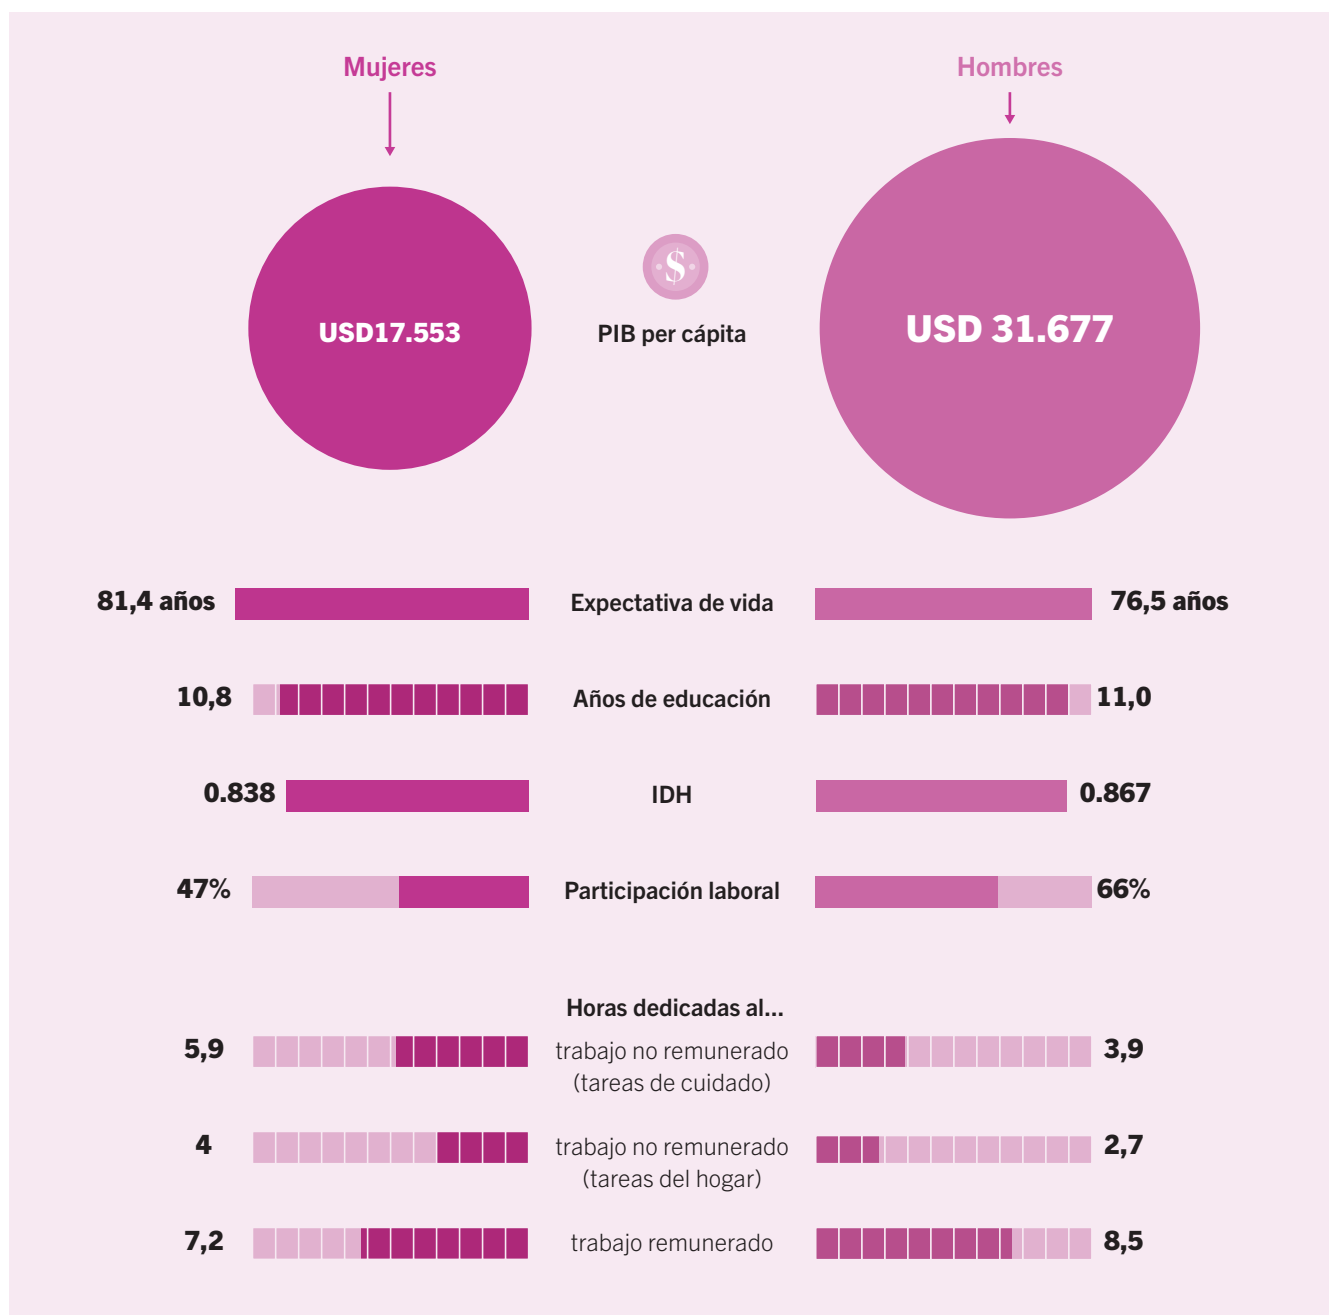 Mujeres
Hombres
USD17.553
$
PIB per cápita
USD 31.677
81,4 años
Expectativa de vida
76,5 años
10,8
Años de educación
11,0
0.838
IDH
0.867
47%
Participación laboral
66%
Horas dedicadas al...
5,9
trabajo no remunerado
(tareas de cuidado)
3,9
4
trabajo no remunerado
(tareas del hogar)
2,7
7,2
trabajo remunerado
8,5